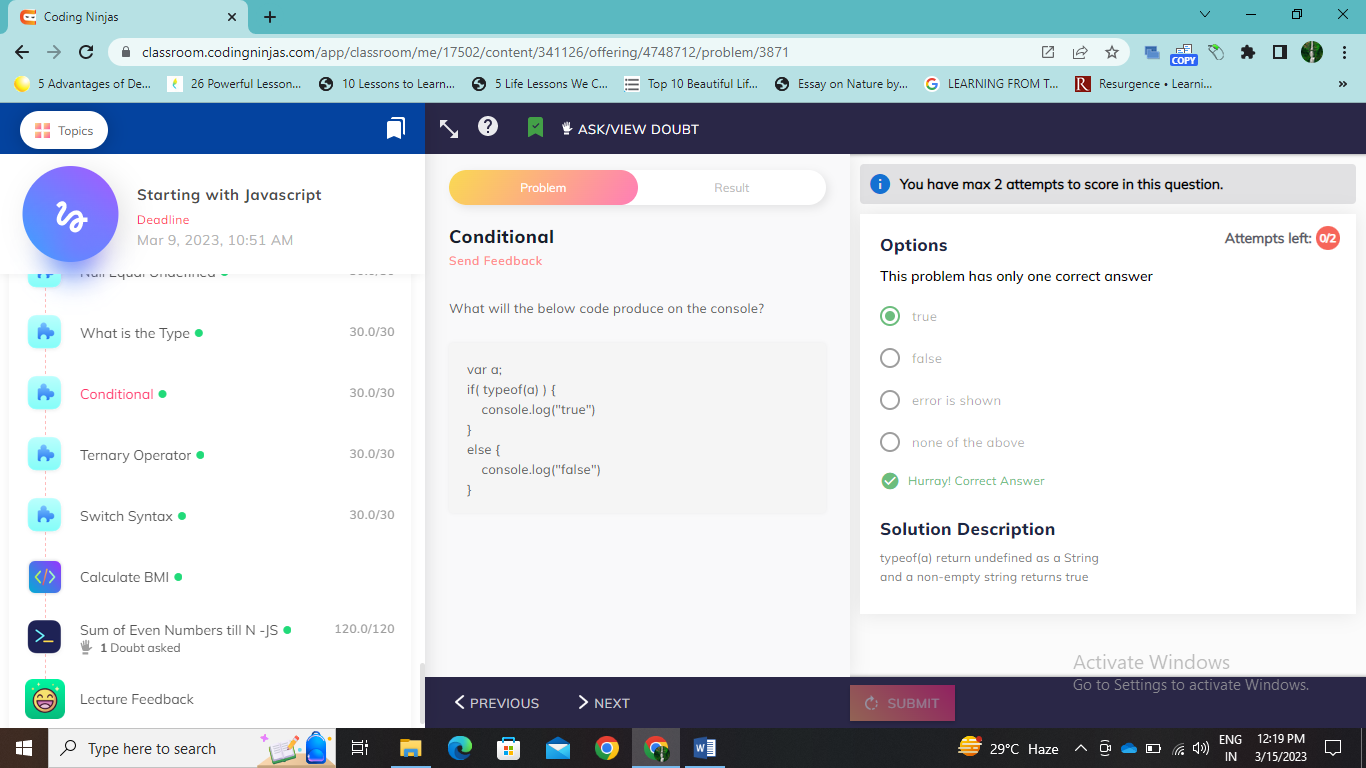 Coding Ninjas
classroom.codingninjas.com/app/classroom/me/17502/content/341126/offering/4748712/problem/3871
COPY
5 Advantages of De...
26 Powerful Lesson...
10 Lessons to Learn...
5 Life Lessons We C...
Top 10 Beautiful Lif...
Essay on Nature by...
LEARNING FROM T...
Resurgence • Learni...
»
Topics
ASK/VIEW DOUBT
Starting with Javascript
Deadline
Mar 9, 2023, 10:51 AM
Null Equal Undefined
What is the Type
30.0/30
Conditional
30.0/30
Ternary Operator
30.0/30
Switch Syntax
30.0/30
Calculate BMI
Sum of Even Numbers till N -JS
120.0/120
1 Doubt asked
Lecture Feedback
Problem
Result
Conditional
Send Feedback
What will the below code produce on the console?
var a;
if( typeof(a) ) {
console.log("true")
}
else {
console.log("false")
}
PREVIOUS
NEXT
You have max 2 attempts to score in this question.
Options
Attempts left: 0/2
This problem has only one correct answer
true
false
error is shown
none of the above
Hurray! Correct Answer
Solution Description
typeof(a) return undefined as a String
and a non-empty string returns true
SUBMIT
Activate Windows
Go to Settings to activate Windows.
Type here to search
29°C Haze
ENG
IN
12:19 PM
3/15/2023